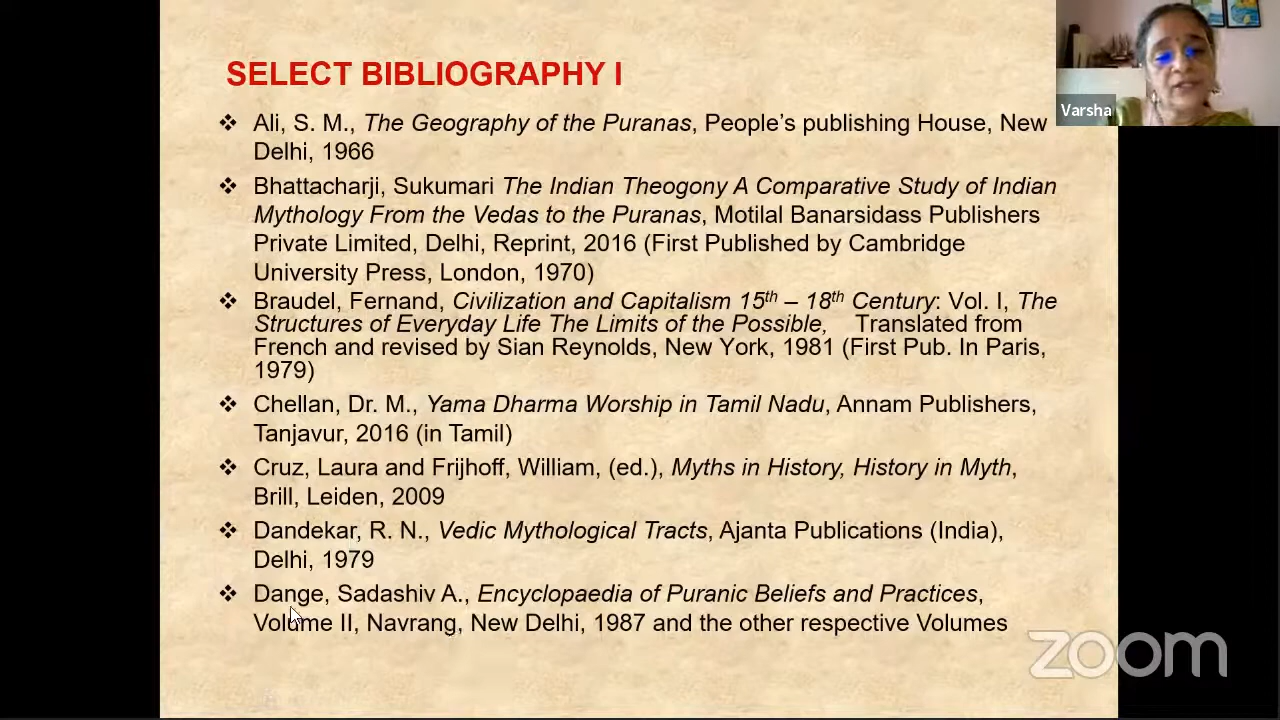 SELECT BIBLIOGRAPHY I
❖ Ali, S. M., The Geography of the Puranas, People’s publishing House, New
Delhi, 1966
❖ Bhattacharji, Sukumari The Indian Theogony A Comparative Study of Indian
Mythology From the Vedas to the Puranas, Motilal Banarsidass Publishers
Private Limited, Delhi, Reprint, 2016 (First Published by Cambridge
University Press, London, 1970)
❖ Braudel, Fernand, Civilization and Capitalism 15th – 18th Century: Vol. I, The
Structures of Everyday Life The Limits of the Possible, Translated from
French and revised by Sian Reynolds, New York, 1981 (First Pub. In Paris,
1979)
❖ Chellan, Dr. M., Yama Dharma Worship in Tamil Nadu, Annam Publishers,
Tanjavur, 2016 (in Tamil)
❖ Cruz, Laura and Frijhoff, William, (ed.), Myths in History, History in Myth,
Brill, Leiden, 2009
❖ Dandekar, R. N., Vedic Mythological Tracts, Ajanta Publications (India),
Delhi, 1979
❖ Dange, Sadashiv A., Encyclopaedia of Puranic Beliefs and Practices,
Volume II, Navrang, New Delhi, 1987 and the other respective Volumes
Varsha
zoom